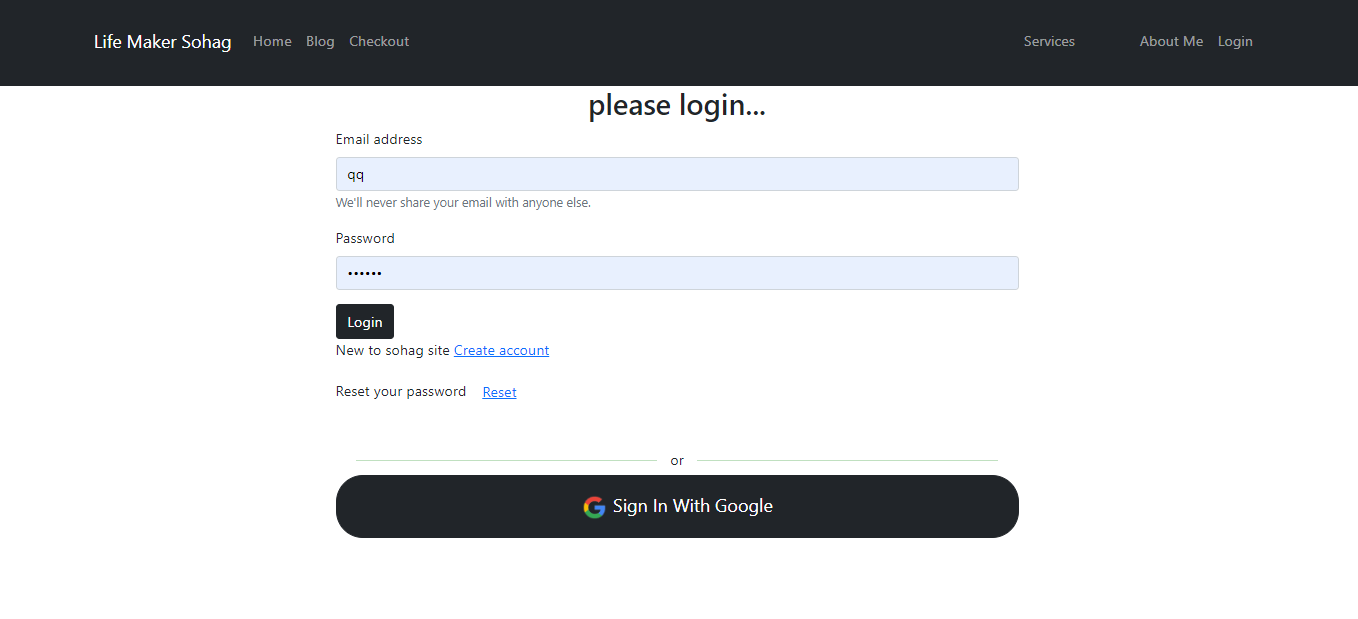 Life Maker Sohag Home Blog Checkout Services About Me Login
please login...
Email address
qq
We'll never share your email with anyone else.
Password
••••••
Login
New to sohag site Create account
Reset your password Reset
or
Sign In With Google